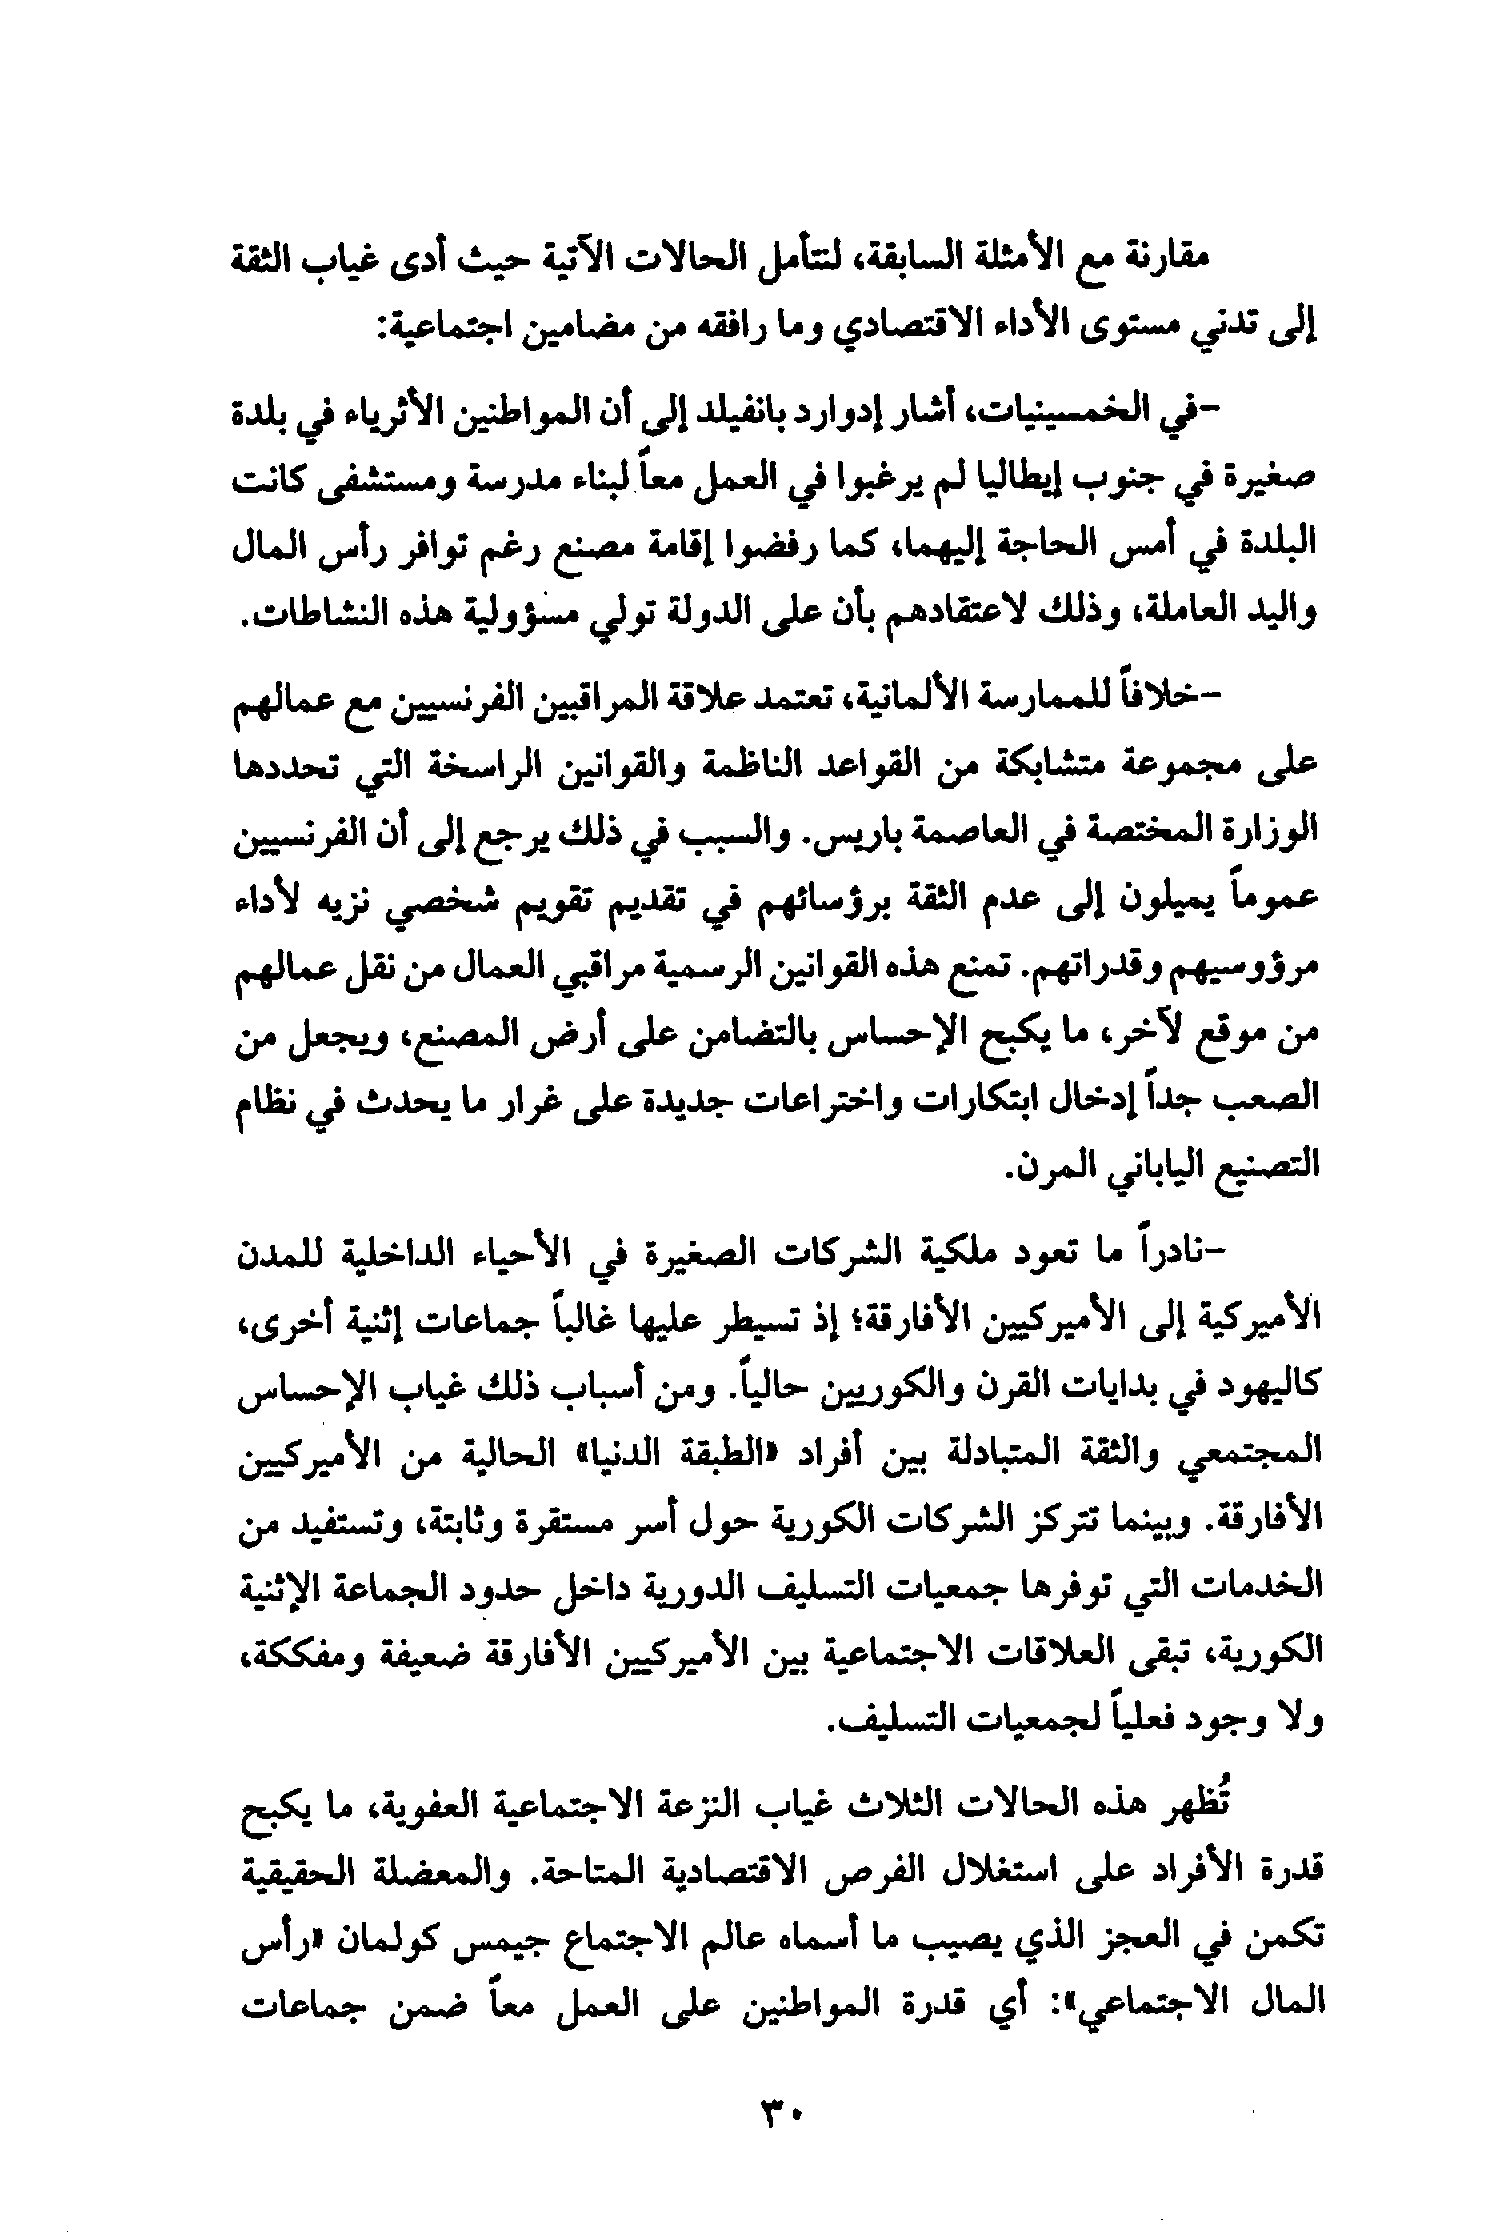 مقارنة مع الأمثلة السابقة، لنتأمل الحالات الآتية حيث أدى غياب الثقة
إلى تدني مستوى الأداء الاقتصادي وما رافقه من مضامين اجتماعية:
-في الخمسينيات، أشار إدوارد بانفيلد إلى أن المواطنين الأثرياء في بلدة
صغيرة في جنوب إيطاليا لم يرغبوا في العمل معاً لبناء مدرسة ومستشفى كانت
البلدة في أمس الحاجة إليهما، كما رفضوا إقامة مصنع رغم توافر رأس المال
واليد العاملة، وذلك لاعتقادهم بأن على الدولة تولي مسؤولية هذه النشاطات.
-خلافاً للممارسة الألمانية، تعتمد علاقة المراقبين الفرنسيين مع عمالهم
على مجموعة متشابكة من القواعد الناظمة والقوانين الراسخة التي تحددها
الوزارة المختصة في العاصمة باريس. والسبب في ذلك يرجع إلى أن الفرنسيين
عموماً يميلون إلى عدم الثقة برؤسائهم في تقديم تقويم شخصي نزيه لأداء
مرؤوسيهم وقدراتهم. تمنع هذه القوانين الرسمية مراقبي العمال من نقل عمالهم
من موقع لآخر، ما يكبح الإحساس بالتضامن على أرض المصنع، ويجعل من
الصعب جداً إدخال ابتكارات واختراعات جديدة على غرار ما يحدث في نظام
التصنيع الياباني المرن.
-نادراً ما تعود ملكية الشركات الصغيرة في الأحياء الداخلية للمدن
الأميركية إلى الأميركيين الأفارقة؛ إذ تسيطر عليها غالباً جماعات إثنية أخرى،
كاليهود في بدايات القرن والكوريين حالياً. ومن أسباب ذلك غياب الإحساس
المجتمعي والثقة المتبادلة بين أفراد «الطبقة الدنيا» الحالية من الأميركيين
الأفارقة. وبينما تتركز الشركات الكورية حول أسر مستقرة وثابتة، وتستفيد من
الخدمات التي توفرها جمعيات التسليف الدورية داخل حدود الجماعة الإثنية
الكورية، تبقى العلاقات الاجتماعية بين الأميركيين الأفارقة ضعيفة ومفككة،
ولا وجود فعلياً لجمعيات التسليف.
تُظهر هذه الحالات الثلاث غياب النزعة الاجتماعية العفوية، ما يكبح
قدرة الأفراد على استغلال الفرص الاقتصادية المتاحة. والمعضلة الحقيقية
تكمن في العجز الذي يصيب ما أسماه عالم الاجتماع جيمس كولمان «رأس
المال الاجتماعي»: أي قدرة المواطنين على العمل معاً ضمن جماعات
٣٠